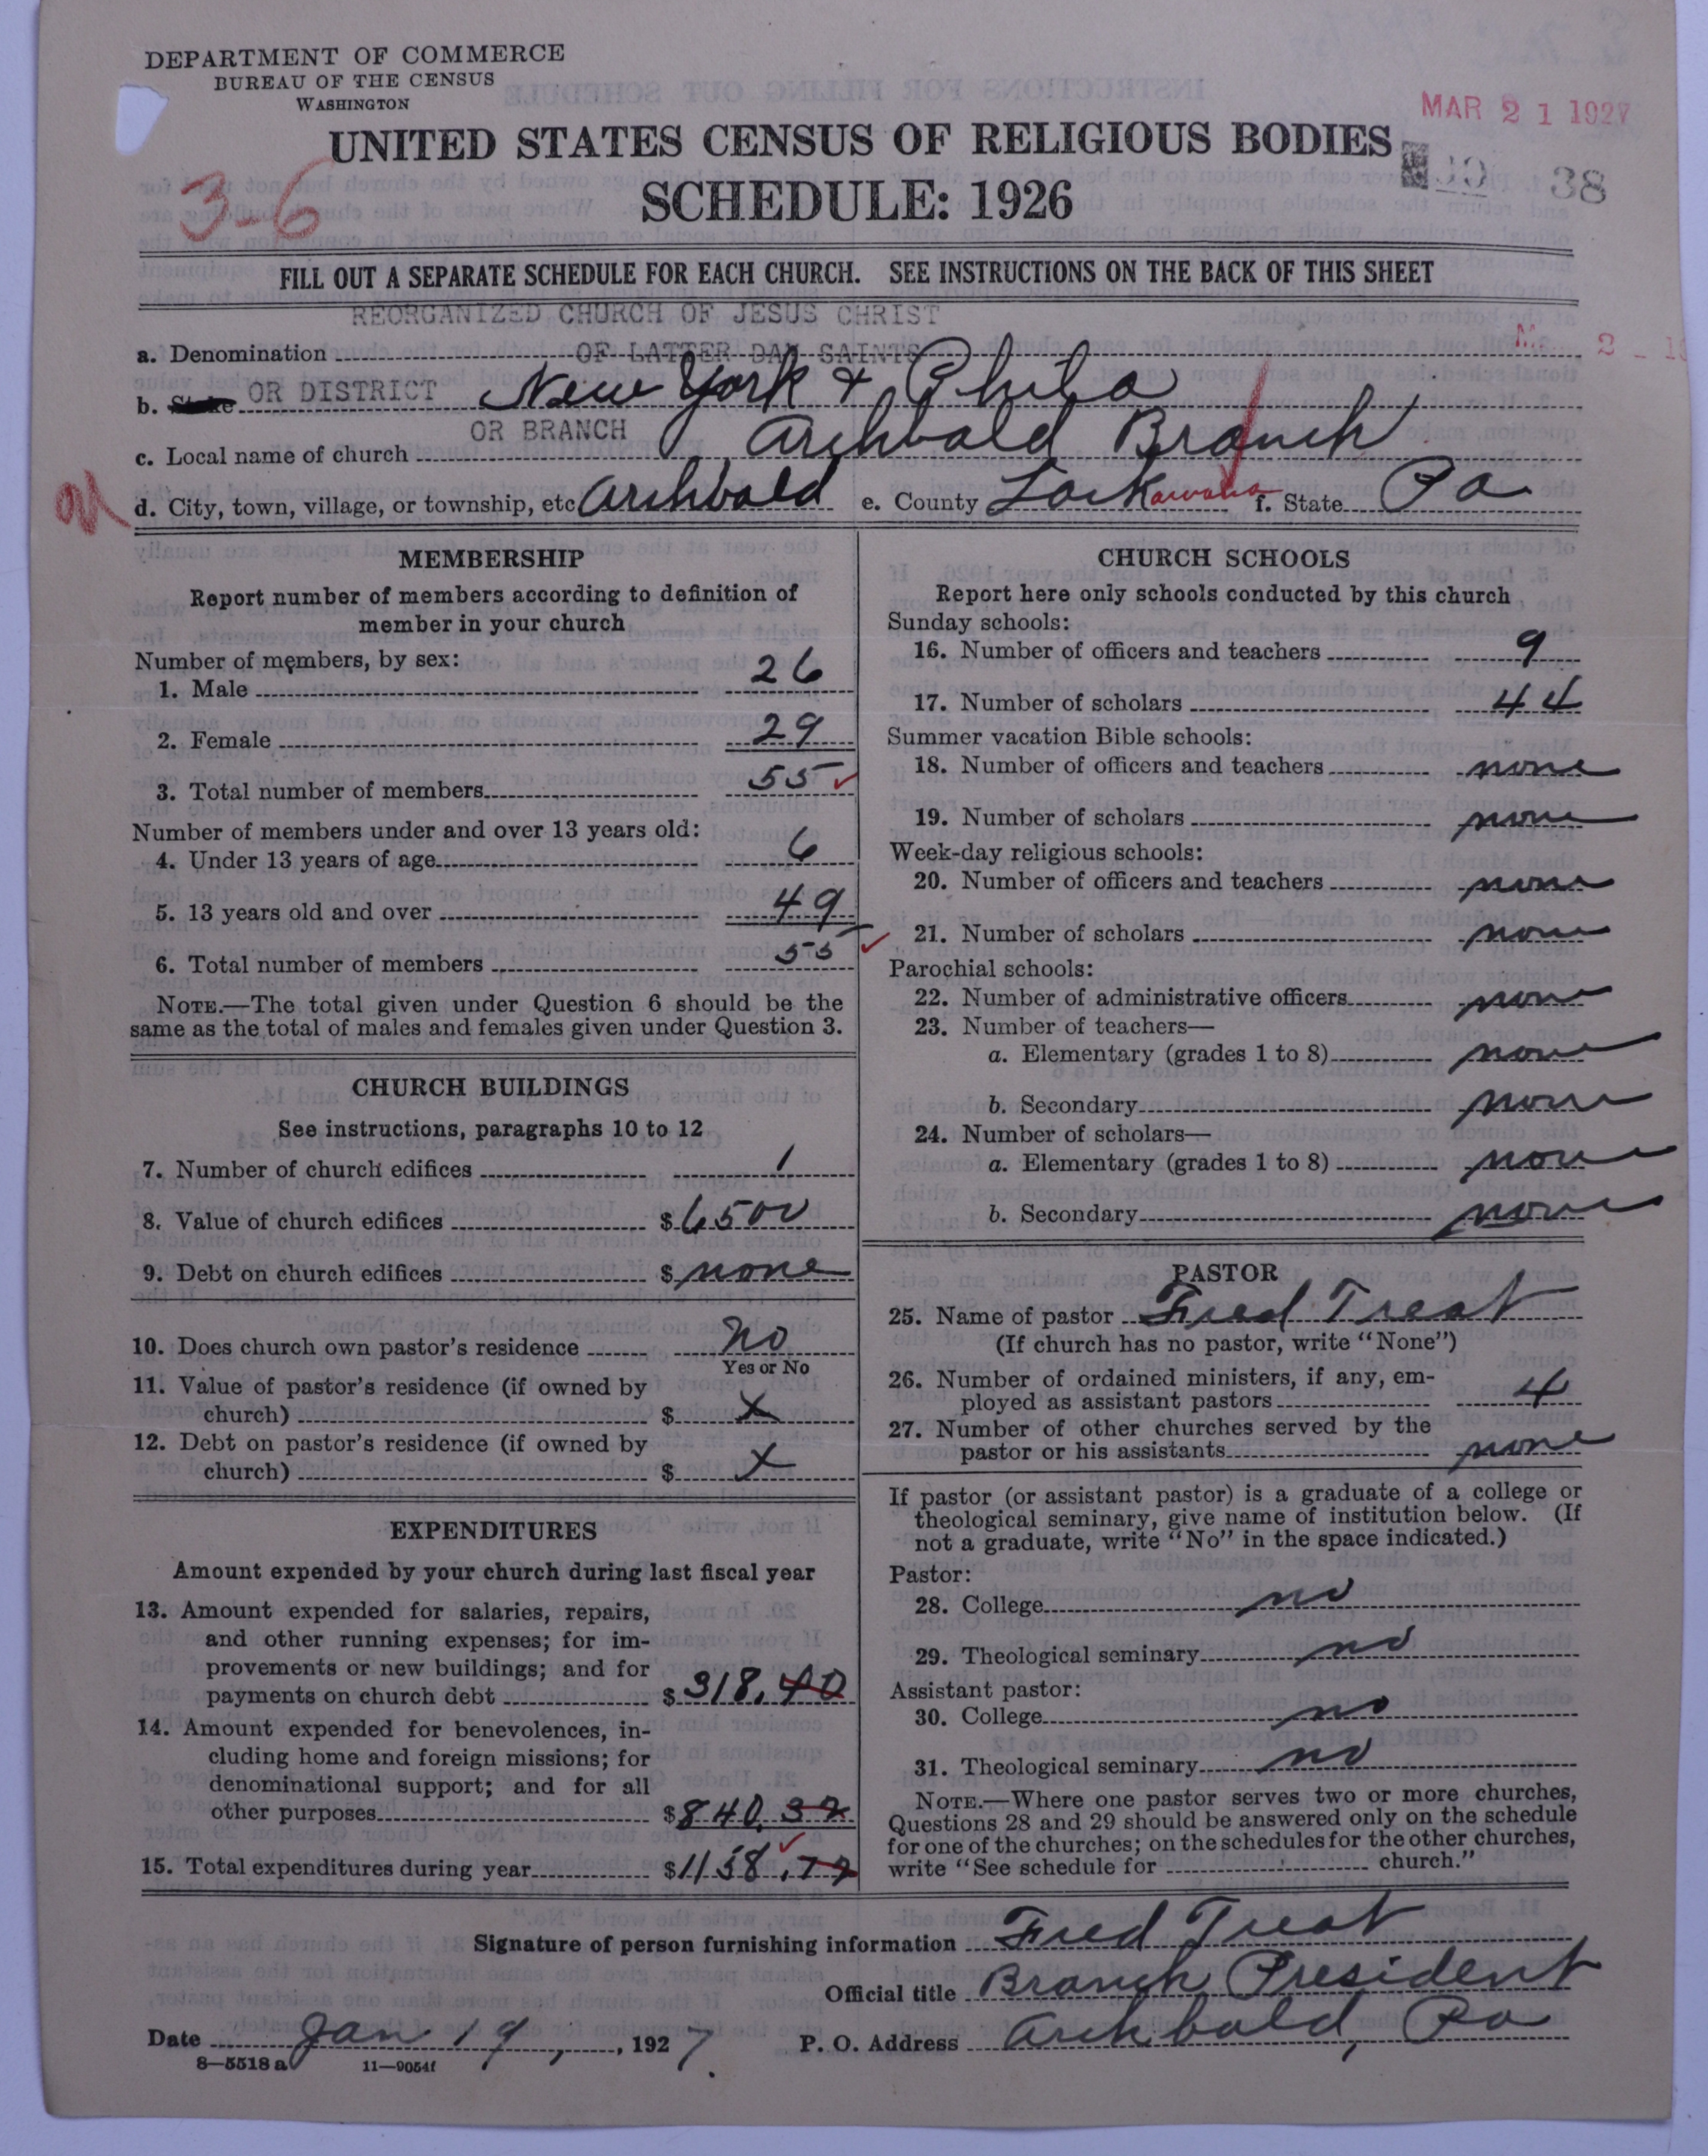 DEPARTMENT OF COMMERCE
BUREAU OF THE CENSUS
WASHINGTON
MAR 21 1927
UNITED STATES CENSUS OF RELIGIOUS BODIES
38
3-6
SCHEDULE: 1926
FILL OUT A SEPARATE SCHEDULE FOR EACH CHURCH. SEE INSTRUCTIONS ON THE BACK OF THIS SHEET
REORGANIZED CHURCH OF JESUS CHRIST
a. Denomination OF LATTER DAY SAINTS
b. Stake OR DISTRICT New York & Phila
OR BRANCH
c. Local name of church Archbald Branch
d. City, town, village, or township, etc Archbald e. County Lackawana f. State Pa
MEMBERSHIP
Report number of members according to definition of
member in your church
Number of members, by sex:
1. Male 26
2. Female 29
3. Total number of members 55
Number of members under and over 13 years old:
4. Under 13 years of age 6
5. 13 years old and over 49
6. Total number of members 55
NOTE.—The total given under Question 6 should be the
same as the total of males and females given under Question 3.
CHURCH BUILDINGS
See instructions, paragraphs 10 to 12
7. Number of church edifices 1
8. Value of church edifices $6500
9. Debt on church edifices $ none
10. Does church own pastor's residence no
Yes or No
11. Value of pastor's residence (if owned by
church) $ X
12. Debt on pastor's residence (if owned by
church) $ X
EXPENDITURES
Amount expended by your church during last fiscal year
13. Amount expended for salaries, repairs,
and other running expenses; for im-
provements or new buildings; and for
payments on church debt $318.40
14. Amount expended for benevolences, in-
cluding home and foreign missions; for
denominational support; and for all
other purposes $840.32
15. Total expenditures during year $1158.72
CHURCH SCHOOLS
Report here only schools conducted by this church
Sunday schools:
16. Number of officers and teachers 9
17. Number of scholars 44
Summer vacation Bible schools:
18. Number of officers and teachers none
19. Number of scholars none
Week-day religious schools:
20. Number of officers and teachers none
21. Number of scholars none
Parochial schools:
22. Number of administrative officers none
23. Number of teachers—
a. Elementary (grades 1 to 8) none
b. Secondary none
24. Number of scholars—
a. Elementary (grades 1 to 8) none
b. Secondary none
PASTOR
25. Name of pastor Fred Treat
(If church has no pastor, write "None")
26. Number of ordained ministers, if any, em-
ployed as assistant pastors 4
27. Number of other churches served by the
pastor or his assistants none
If pastor (or assistant pastor) is a graduate of a college or
theological seminary, give name of institution below. (If
not a graduate, write "No" in the space indicated.)
Pastor:
28. College no
29. Theological seminary no
Assistant pastor:
30. College no
31. Theological seminary no
NOTE.—Where one pastor serves two or more churches,
Questions 28 and 29 should be answered only on the schedule
for one of the churches; on the schedules for the other churches,
write "See schedule for church."
Signature of person furnishing information Fred Treat
Official title Branch President
Date Jan 19, 1927. P. O. Address Archbald, Pa
8—5518 a 11—9054f